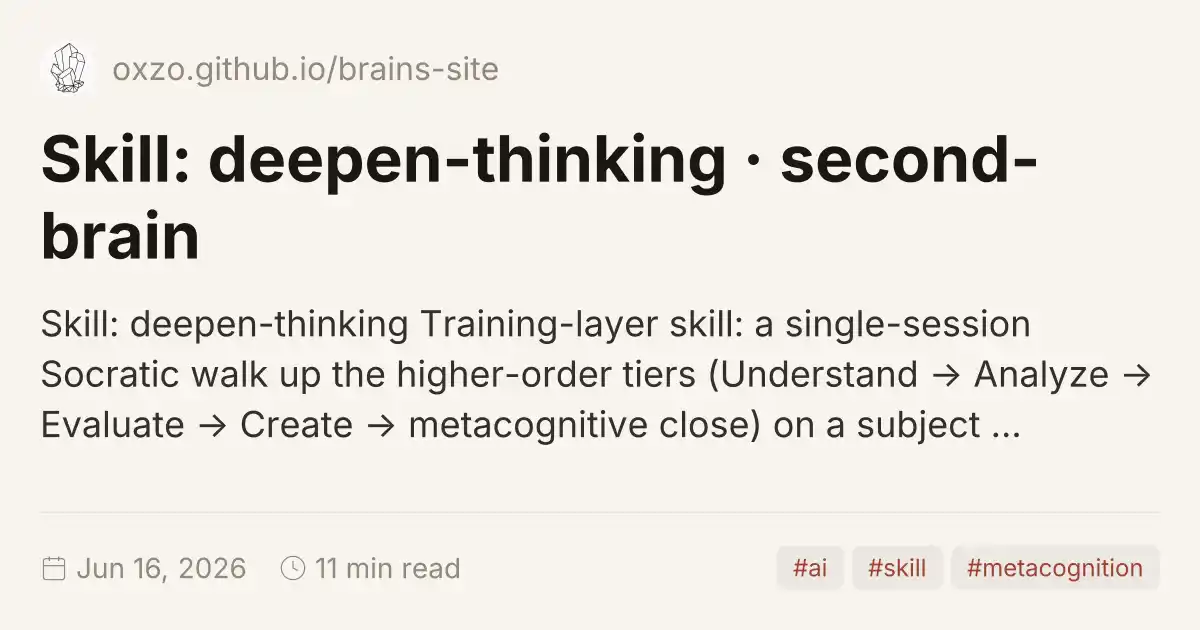 oxzo.github.io/brains-site
Skill: deepen-thinking · second-
brain
Skill: deepen-thinking Training-layer skill: a single-session
Socratic walk up the higher-order tiers (Understand → Analyze →
Evaluate → Create → metacognitive close) on a subject ...
Jun 16, 2026 11 min read #ai #skill #metacognition